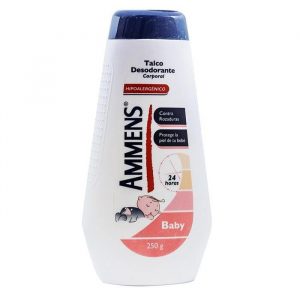 Talco
Desodorante
Corporal
HIPOALERGÉNICO
AMMENS®
Contra
Rozaduras
Protege la
piel de tu bebé
24
horas
Baby
250 g